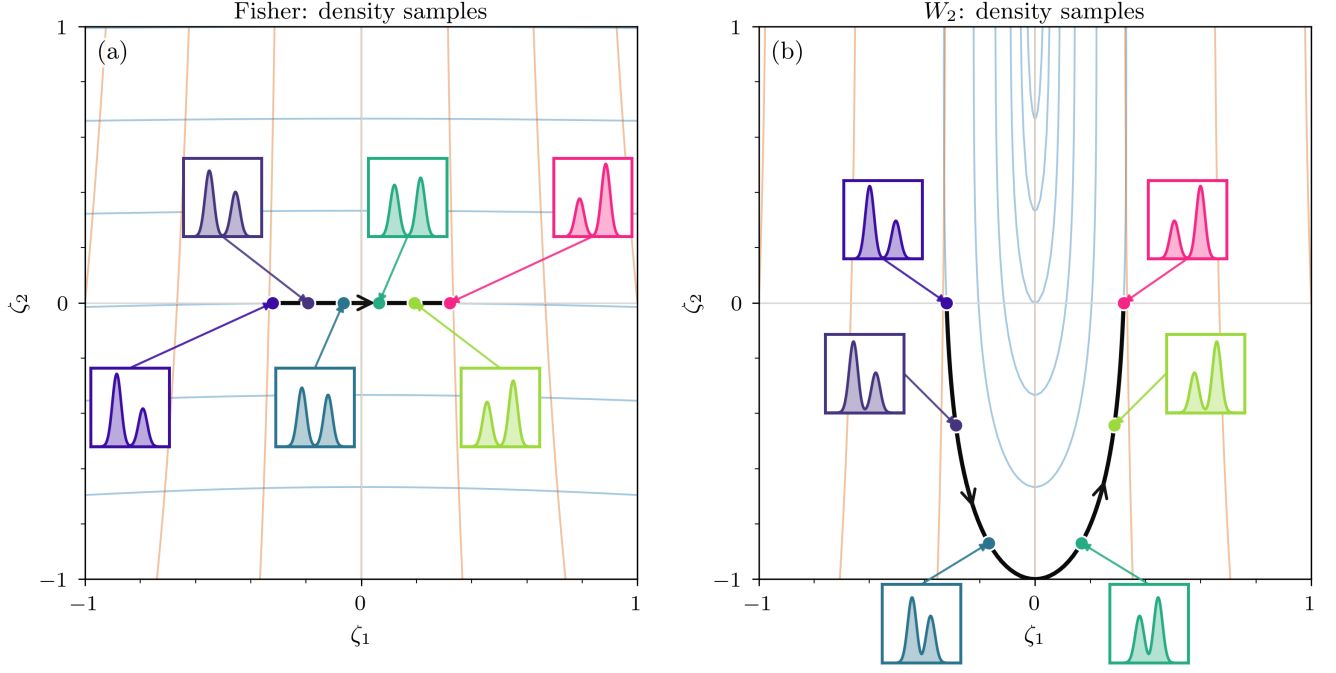 Fisher: density samples
(a)
1
0
−1
ζ₂
−1
0
1
ζ₁
W₂: density samples
(b)
1
0
−1
ζ₂
−1
0
1
ζ₁